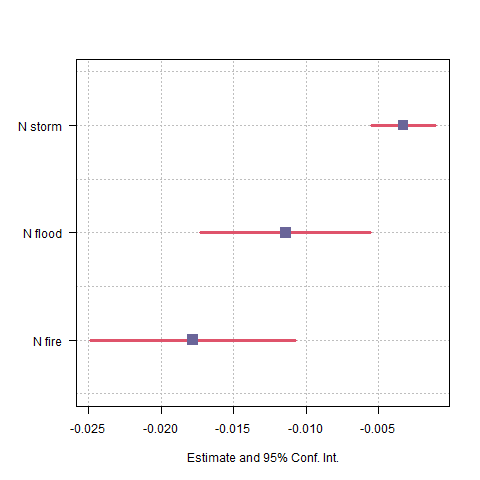 N storm
N flood
N fire
-0.025 -0.020 -0.015 -0.010 -0.005
Estimate and 95% Conf. Int.